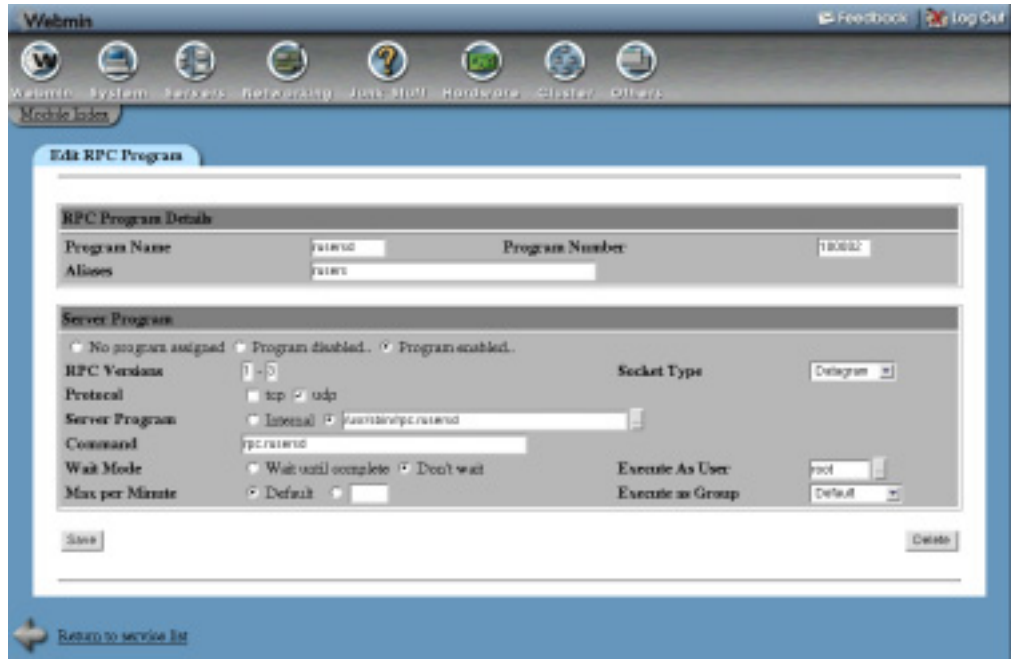 Webmin
Feedback Log Out
Webmin System Servers Networking Junk Stuff Hardware Cluster Others
Module Index
Edit RPC Program
RPC Program Details
Program Name rusersd Program Number 100002
Aliases rusers
Server Program
No program assigned Program disabled.. Program enabled..
RPC Versions 1 - 3 Socket Type Datagram
Protocol tcp udp
Server Program Internal /usr/sbin/rpc.rusersd ...
Command rpc.rusersd
Wait Mode Wait until complete Don't wait Execute As User root ...
Max per Minute Default Execute as Group Default
Save Delete
Return to service list